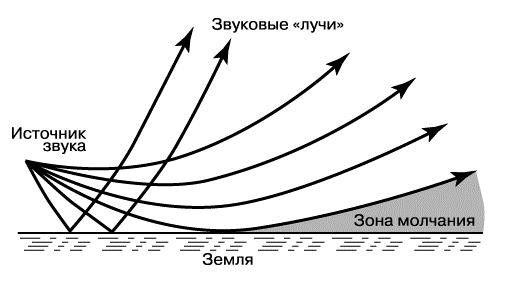 Звуковые «лучи»
Источник
звука
Зона молчания
Земля